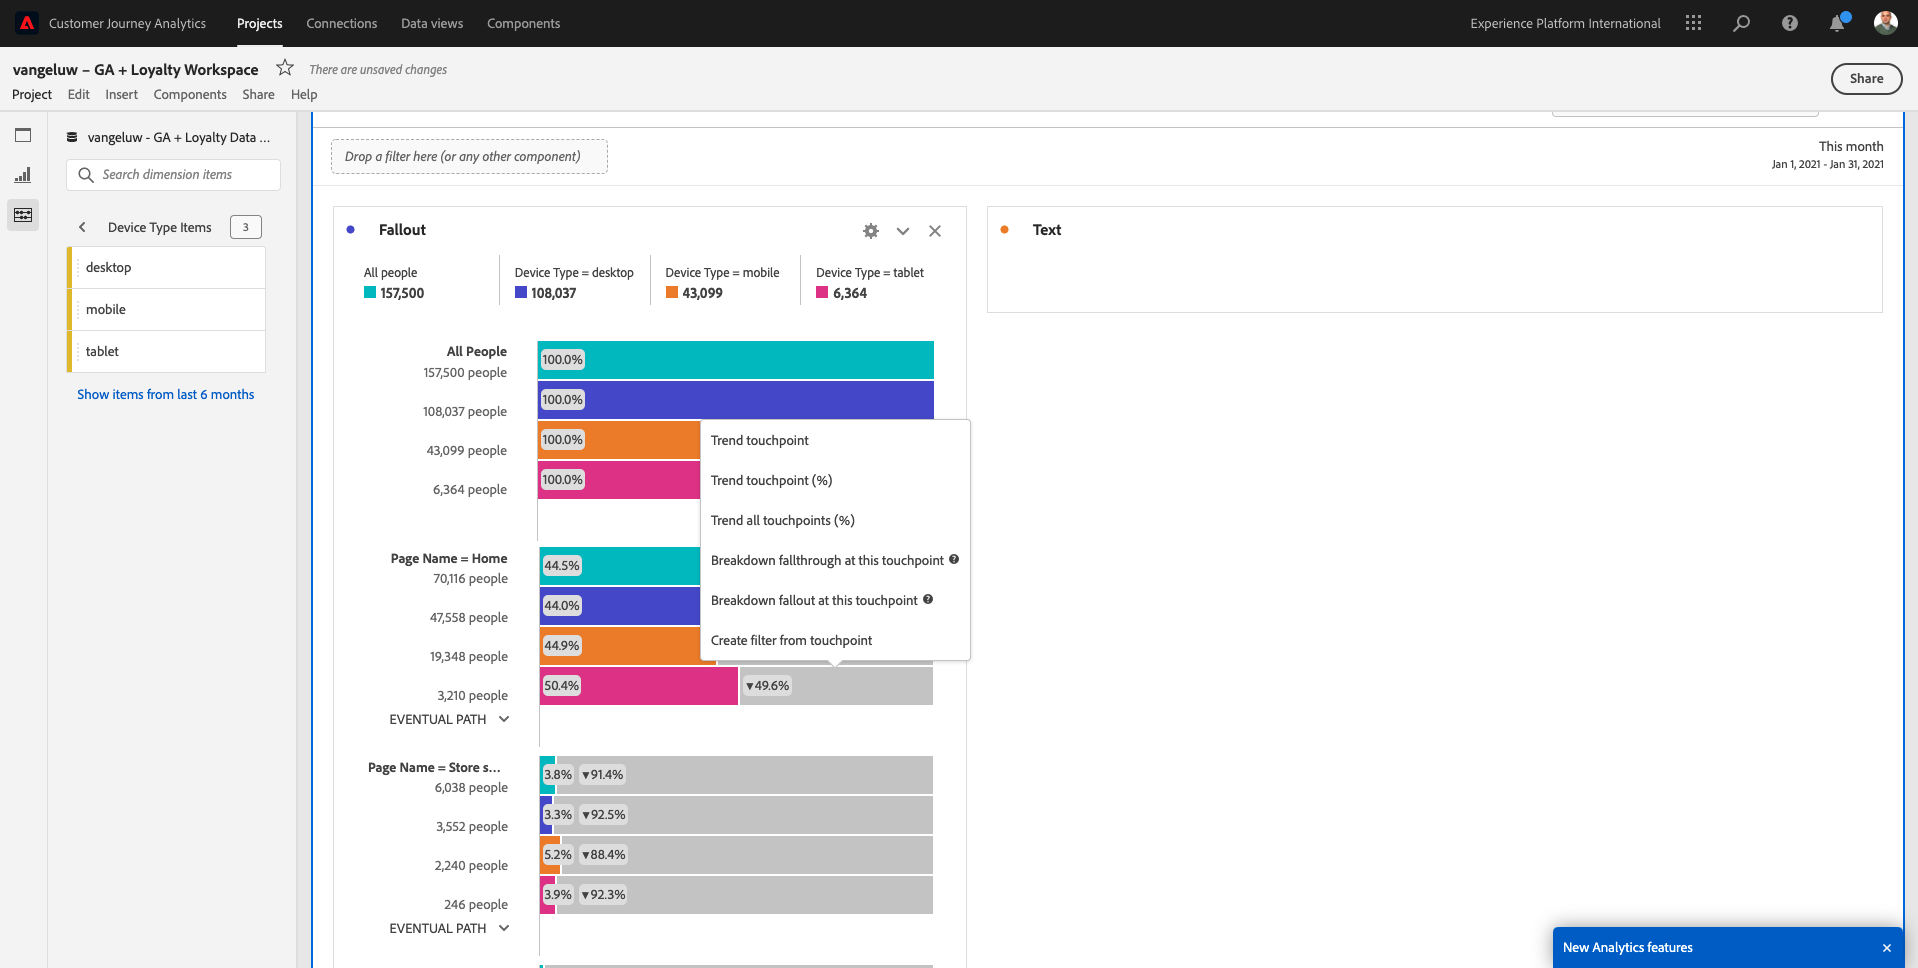 Customer Journey Analytics Projects Connections Data views Components Experience Platform International
vangeluw – GA + Loyalty Workspace There are unsaved changes
Project Edit Insert Components Share Help
Share
vangeluw - GA + Loyalty Data ...
Search dimension items
Device Type Items 3
desktop
mobile
tablet
Show items from last 6 months
Drop a filter here (or any other component)
This month
Jan 1, 2021 - Jan 31, 2021
Fallout
All people
157,500
Device Type = desktop
108,037
Device Type = mobile
43,099
Device Type = tablet
6,364
All People
157,500 people
100.0%
108,037 people
100.0%
43,099 people
100.0%
6,364 people
100.0%
Trend touchpoint
Trend touchpoint (%)
Trend all touchpoints (%)
Breakdown fallthrough at this touchpoint
Breakdown fallout at this touchpoint
Create filter from touchpoint
Page Name = Home
70,116 people
44.5%
47,558 people
44.0%
19,348 people
44.9%
3,210 people
50.4% ▼49.6%
EVENTUAL PATH
Page Name = Store s...
6,038 people
3.8% ▼91.4%
3,552 people
3.3% ▼92.5%
2,240 people
5.2% ▼88.4%
246 people
3.9% ▼92.3%
EVENTUAL PATH
Text
New Analytics features